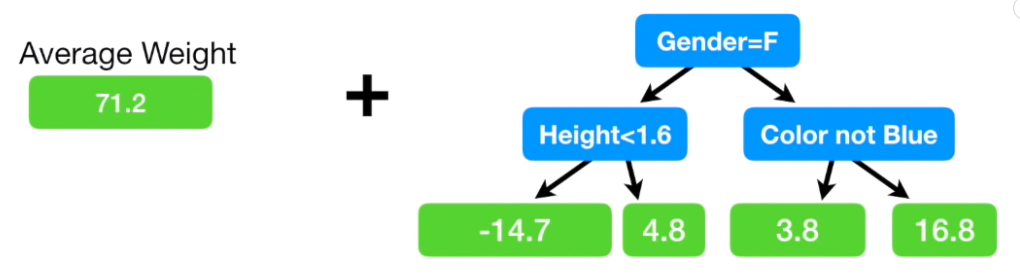 Average Weight
71.2
+
Gender=F
Height<1.6
Color not Blue
-14.7
4.8
3.8
16.8